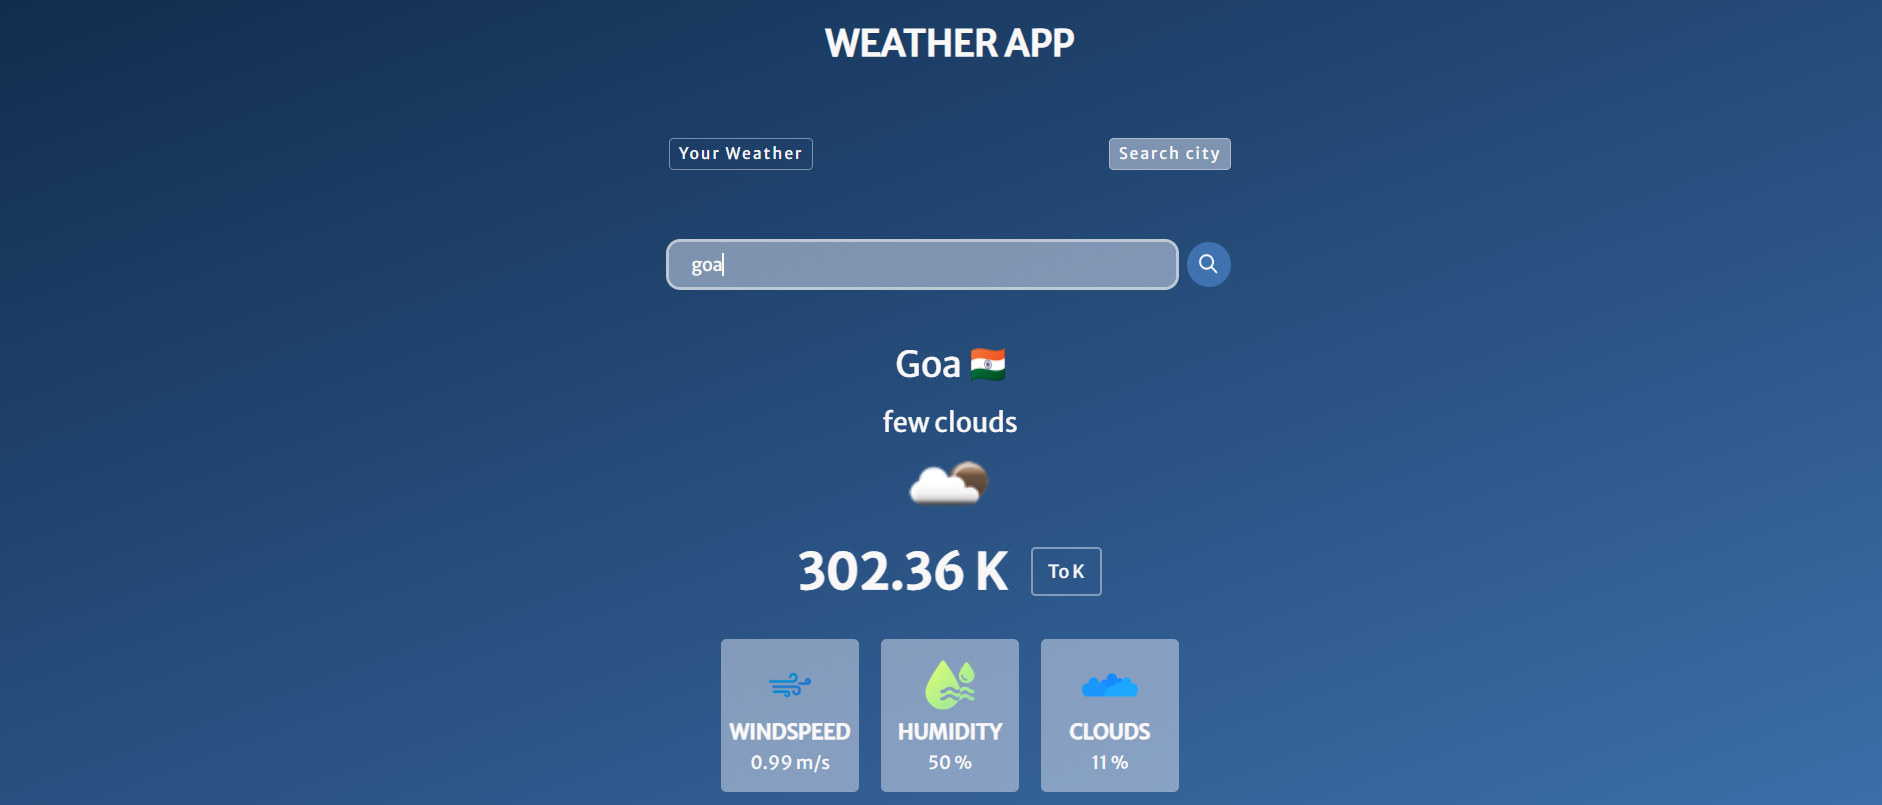 WEATHER APP
Your Weather
Search city
goa
Goa
few clouds
302.36 K
To K
WINDSPEED
0.99 m/s
HUMIDITY
50 %
CLOUDS
11 %